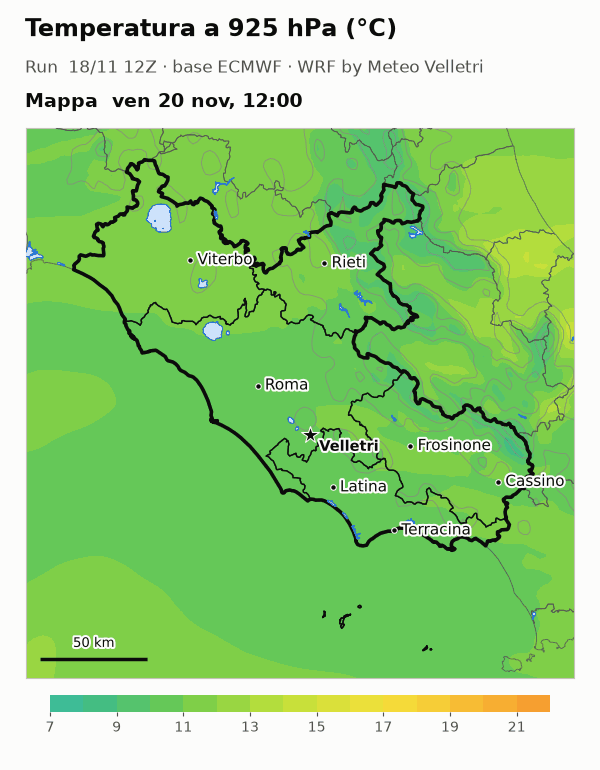 Temperatura a 925 hPa (°C)
Run  18/11 12Z · base ECMWF · WRF by Meteo Velletri
Mappa  ven 20 nov, 12:00
Viterbo
Rieti
Roma
Velletri
Frosinone
Latina
Cassino
Terracina
50 km
7 9 11 13 15 17 19 21